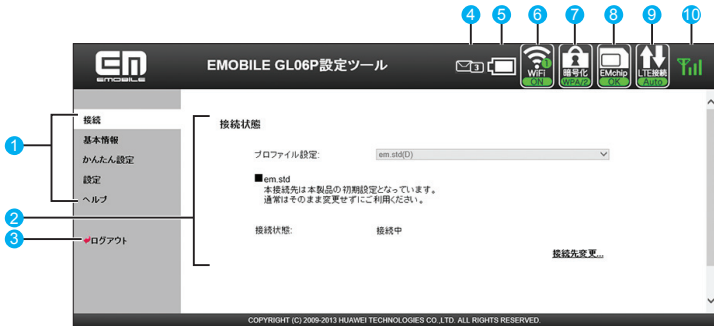 4 5 6 7 8 9 10
EM
EMOBILE
EMOBILE GL06P設定ツール
3
1
WiFi
ON
暗号化
WPA/2
EMchip
OK
LTE接続
Auto
1
接続
基本情報
かんたん設定
設定
ヘルプ
2
3
ログアウト
接続状態
プロファイル設定:
em.std(D)
■em.std
本接続先は本製品の初期設定となっています。
通常はそのまま変更せずにご利用ください。
接続状態:
接続中
接続先変更...
COPYRIGHT (C) 2009-2013 HUAWEI TECHNOLOGIES CO.,LTD. ALL RIGHTS RESERVED.